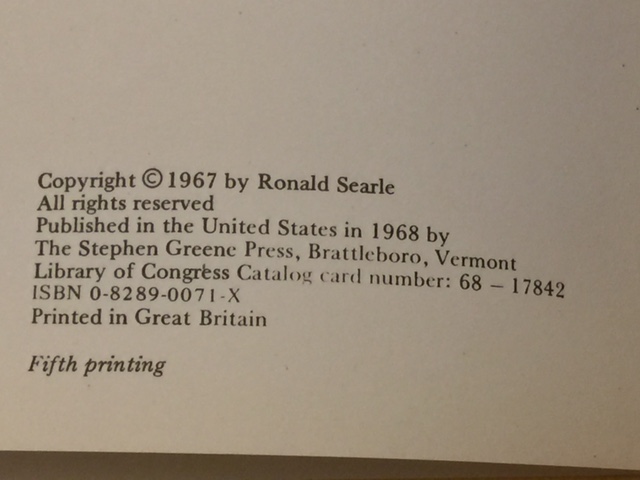 Copyright © 1967 by Ronald Searle
All rights reserved
Published in the United States in 1968 by
The Stephen Greene Press, Brattleboro, Vermont
Library of Congress Catalog card number: 68 – 17842
ISBN 0-8289-0071-X
Printed in Great Britain
Fifth printing